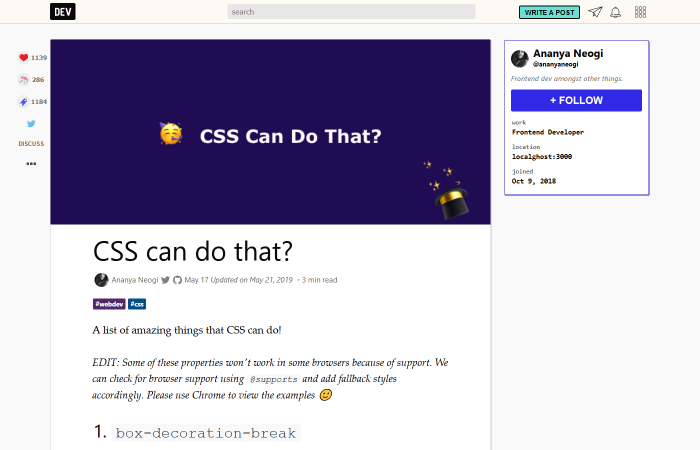 DEV
search
WRITE A POST
1139
286
1184
DISCUSS
CSS Can Do That?
CSS can do that?
Ananya Neogi May 17 Updated on May 21, 2019 ・3 min read
#webdev #css
A list of amazing things that CSS can do!
EDIT: Some of these properties won't work in some browsers because of support. We
can check for browser support using @supports and add fallback styles
accordingly. Please use Chrome to view the examples 🙂
1. box-decoration-break
Ananya Neogi
@ananyaneogi
Frontend dev amongst other things.
+ FOLLOW
work
Frontend Developer
location
localghost:3000
joined
Oct 9, 2018